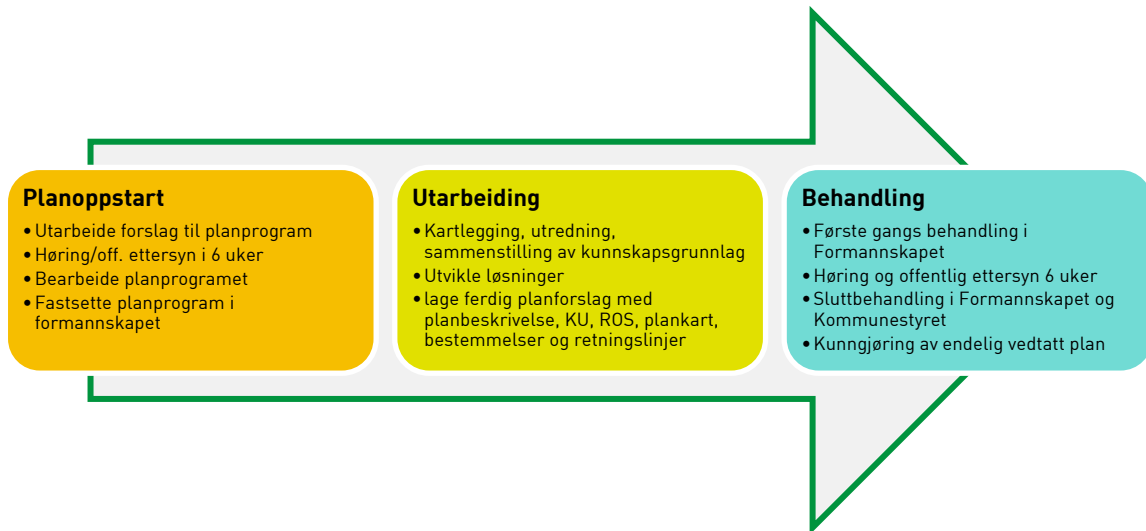 Planoppstart
• Utarbeide forslag til planprogram
• Høring/off. ettersyn i 6 uker
• Bearbeide planprogramet
• Fastsette planprogram i
formannskapet
Utarbeiding
• Kartlegging, utredning,
sammenstilling av kunnskapsgrunnlag
• Utvikle løsninger
• lage ferdig planforslag med
planbeskrivelse, KU, ROS, plankart,
bestemmelser og retningslinjer
Behandling
• Første gangs behandling i
Formannskapet
• Høring og offentlig ettersyn 6 uker
• Sluttbehandling i Formannskapet og
Kommunestyret
• Kunngjøring av endelig vedtatt plan